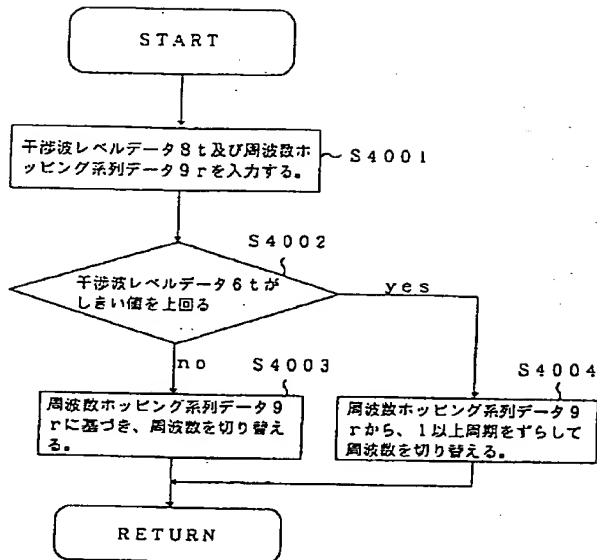 START
干渉波レベルデータ8t及び周波数ホ
ッピング系列データ9rを入力する。
S4001
S4002
干渉波レベルデータ6tが
しきい値を上回る
yes
no
S4003
周波数ホッピング系列データ9
rに基づき、周波数を切り替え
る。
S4004
周波数ホッピング系列データ9
rから、1以上周期をずらして
周波数を切り替える。
RETURN